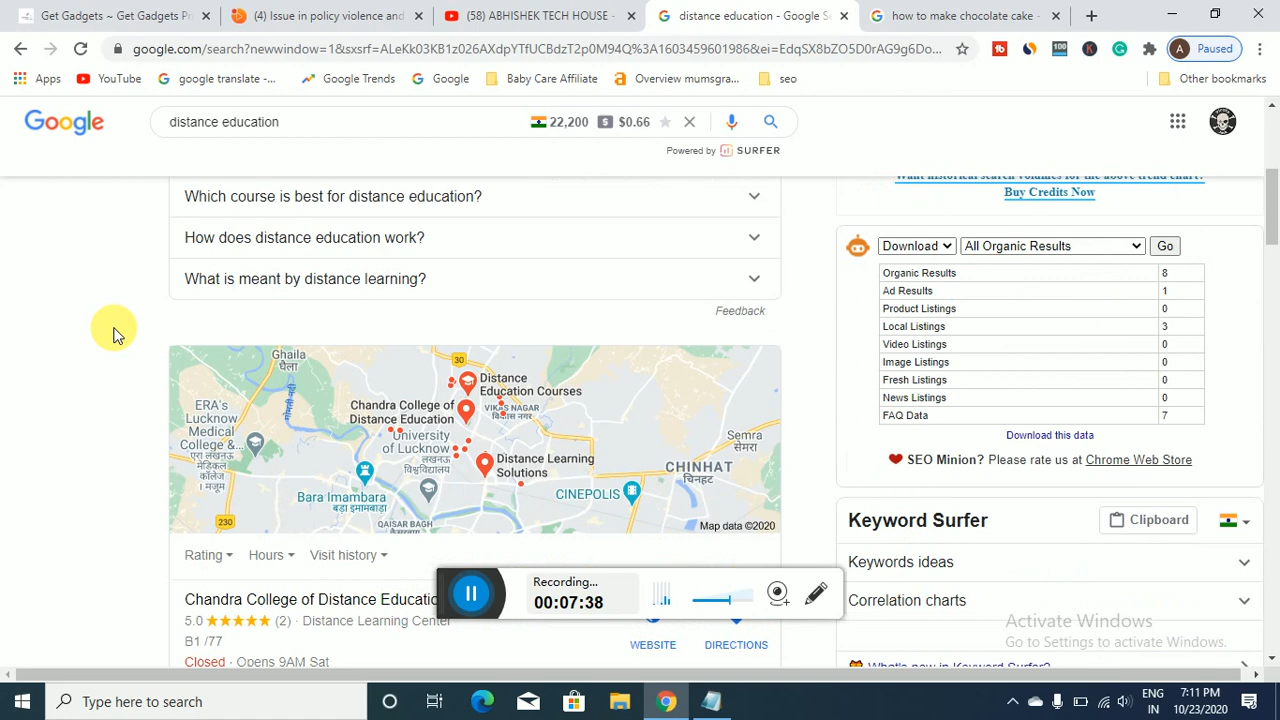 Get Gadgets ~ Get Gadgets P
(4) Issue in policy violence and
(58) ABHISHEK TECH HOUSE -
distance education - Google Se
how to make chocolate cake -
google.com/search?newwindow=1&sxsrf=ALeKk03KB1z026AXdpYTfUCBdzT2p0M94Q%3A1603459601986&ei=EdqSX8bZO5D0rAG9g6Do...
Paused
Apps
YouTube
google translate -...
Google Trends
Google
Baby Care Affiliate
Overview mumsgra...
seo
Other bookmarks
Google
distance education
22,200
$0.66
Powered by SURFER
Want historical search volumes for the above trend chart?
Buy Credits Now
Which course is best for distance education?
How does distance education work?
What is meant by distance learning?
Feedback
Download
All Organic Results
Go
Organic Results 8
Ad Results 1
Product Listings 0
Local Listings 3
Video Listings 0
Image Listings 0
Fresh Listings 0
News Listings 0
FAQ Data 7
Download this data
SEO Minion? Please rate us at Chrome Web Store
Ghaila
घैला
30
Distance
Education Courses
ERA's
Lucknow
Medical
College &...
Chandra College of
Distance Education
VIKAS NAGAR
विकास नगर
University
of Lucknow
लखनऊ
विश्वविद्यालय
Distance Learning
Solutions
Semra
सेमरा
CHINHAT
चिनहट
Bara Imambara
बड़ा इमामबाड़ा
CINEPOLIS
230
QAISAR BAGH
Map data ©2020
Rating
Hours
Visit history
Chandra College of Distance Educatio
5.0
(2) · Distance Learning Center
B1 /77
Closed · Opens 9AM Sat
WEBSITE
DIRECTIONS
Recording...
00:07:38
Keyword Surfer
Clipboard
Keywords ideas
Correlation charts
What's new in Keyword Surfer?
Activate Windows
Go to Settings to activate Windows.
Type here to search
ENG
IN
7:11 PM
10/23/2020